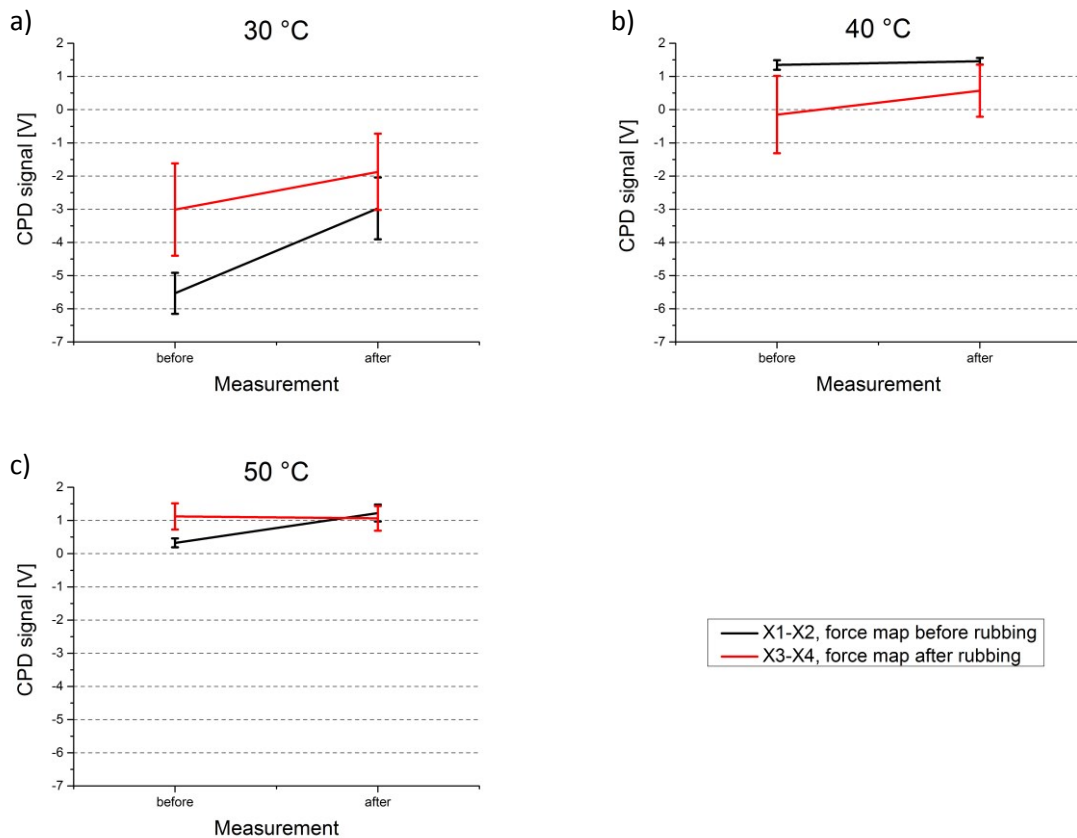 a)
30 °C
2
1
0
-1
-2
-3
-4
-5
-6
-7
CPD signal [V]
before
after
Measurement
b)
40 °C
2
1
0
-1
-2
-3
-4
-5
-6
-7
CPD signal [V]
before
after
Measurement
c)
50 °C
2
1
0
-1
-2
-3
-4
-5
-6
-7
CPD signal [V]
before
after
Measurement
X1-X2, force map before rubbing
X3-X4, force map after rubbing